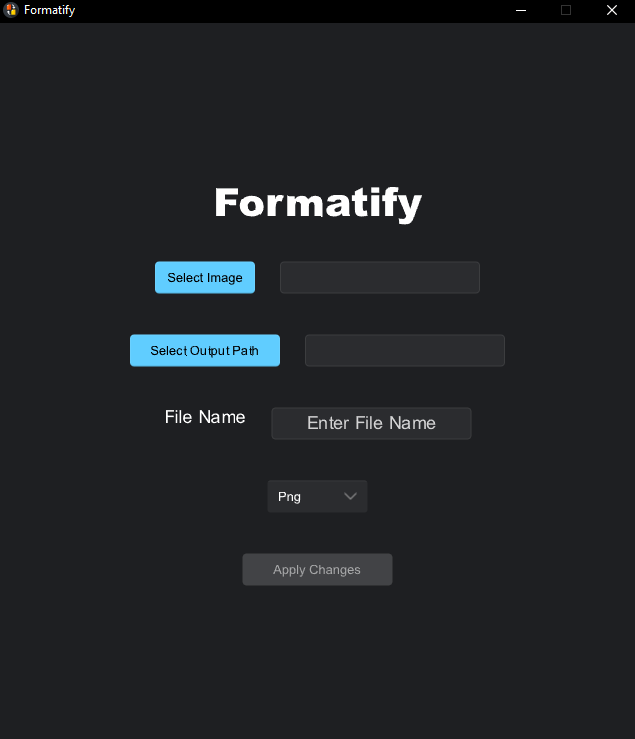 Formatify
Formatify
Select Image
Select Output Path
File Name
Enter File Name
Png
Apply Changes